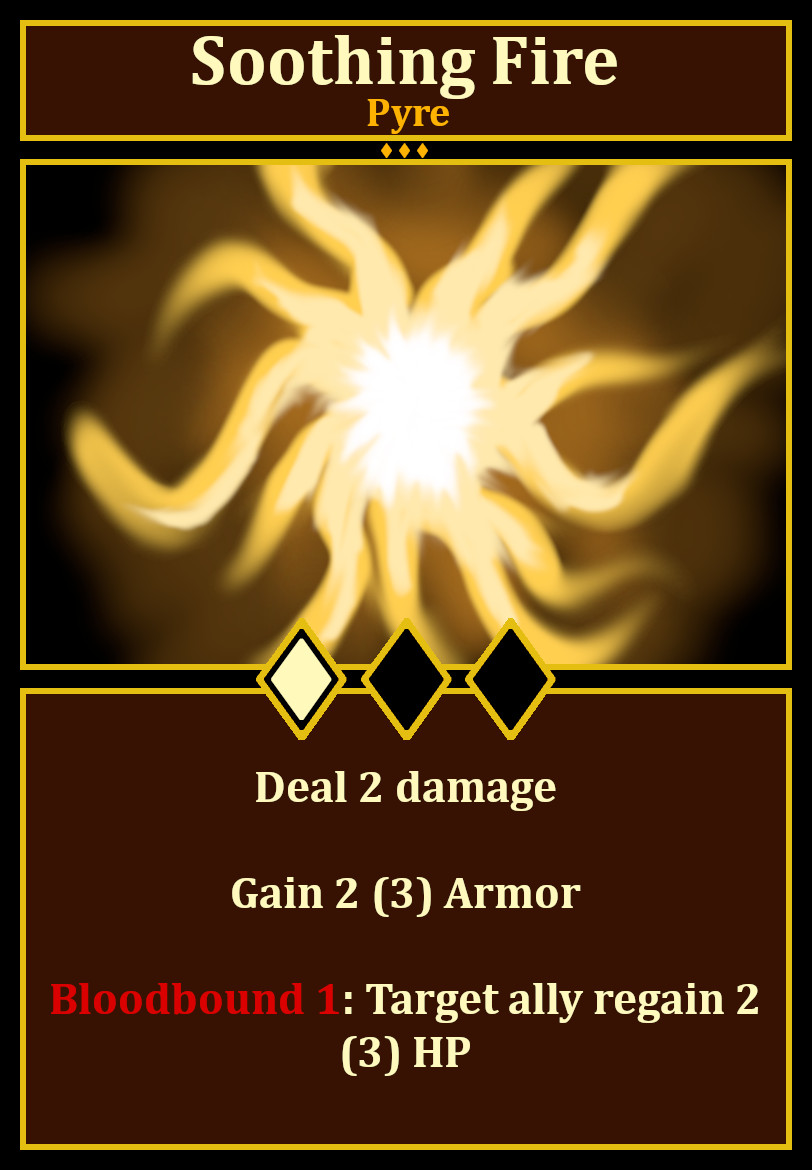 Soothing Fire
Pyre
Deal 2 damage
Gain 2 (3) Armor
Bloodbound 1: Target ally regain 2
(3) HP